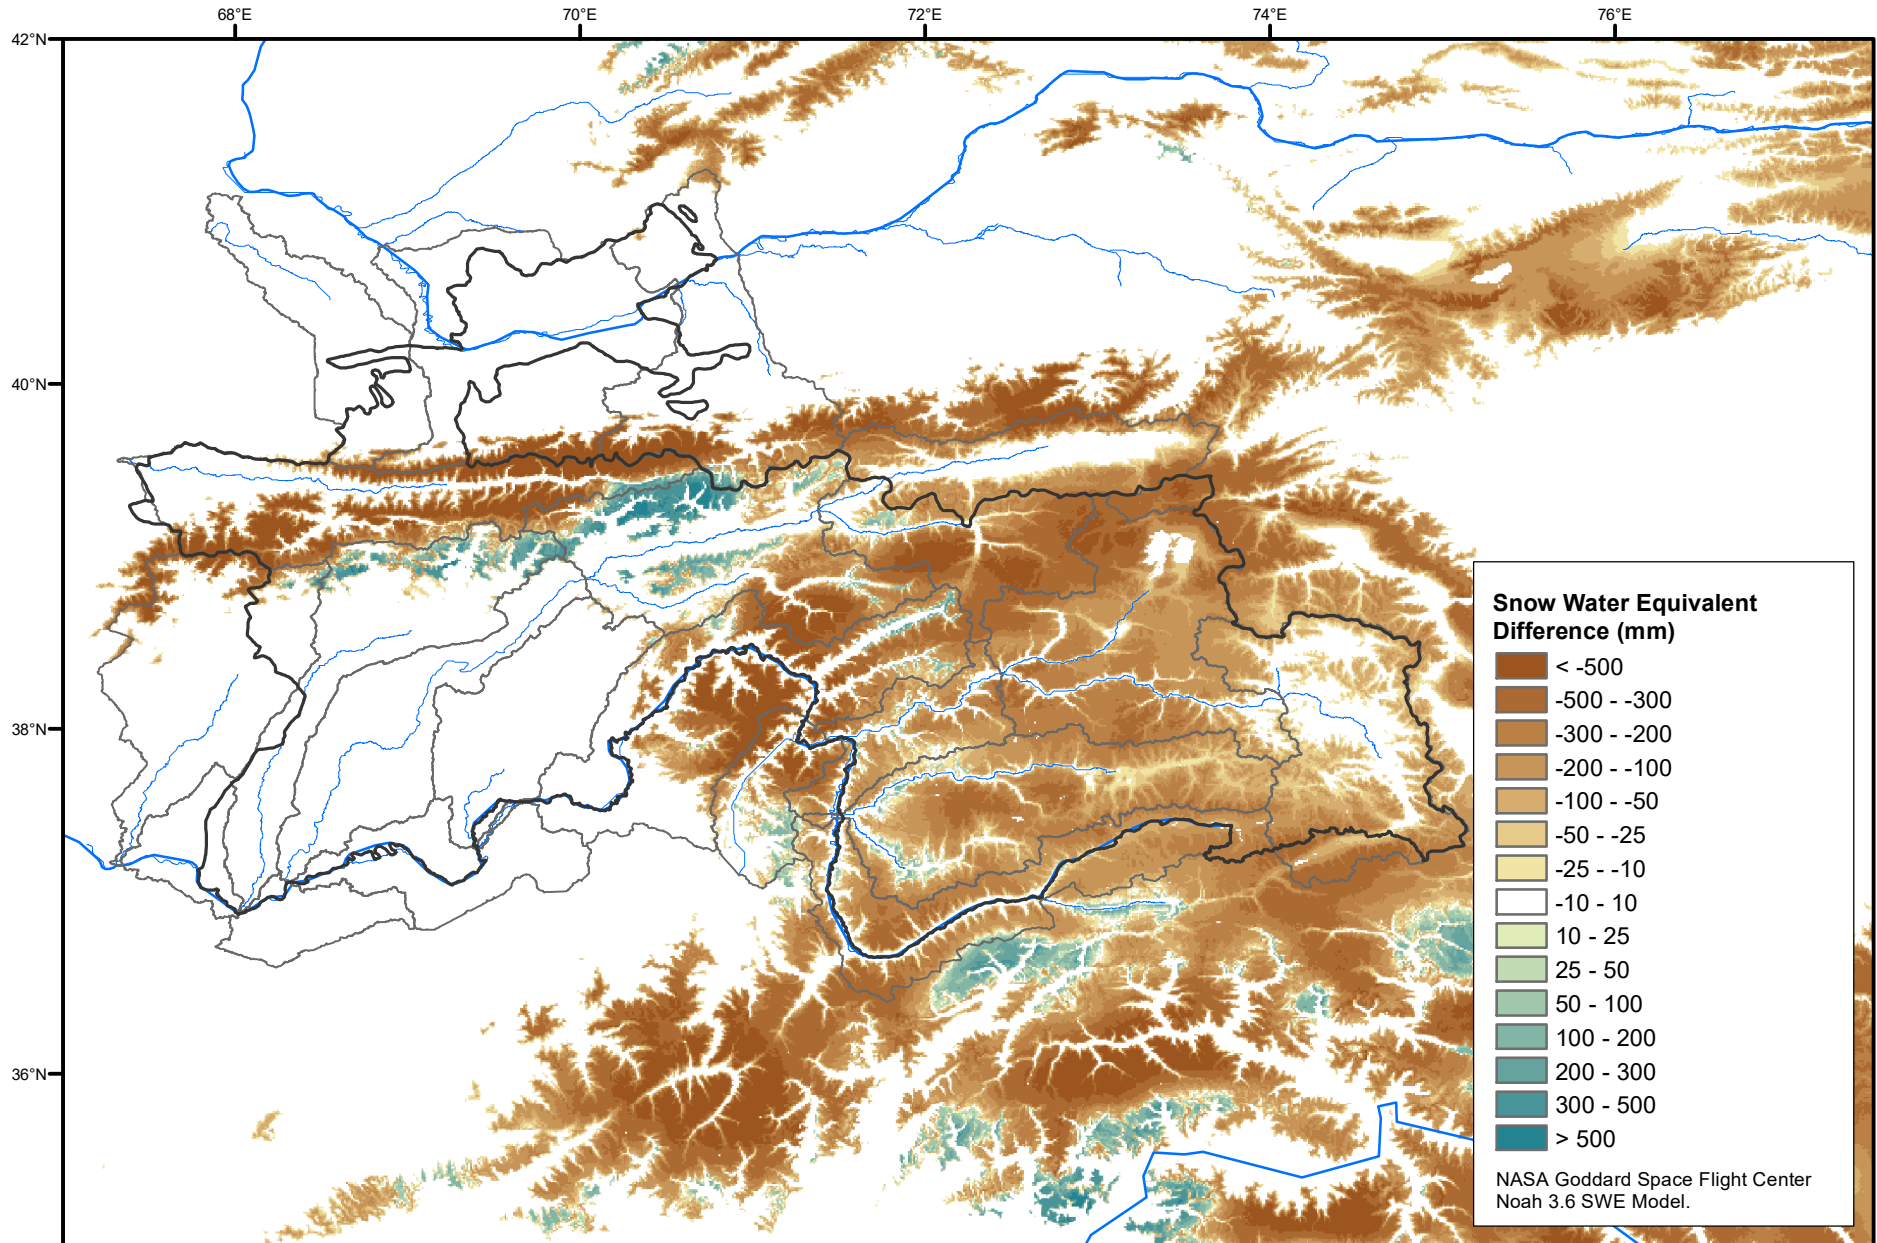 68°E 70°E 72°E 74°E 76°E
42°N
40°N
38°N
36°N
Snow Water Equivalent
Difference (mm)
< -500
-500 - -300
-300 - -200
-200 - -100
-100 - -50
-50 - -25
-25 - -10
-10 - 10
10 - 25
25 - 50
50 - 100
100 - 200
200 - 300
300 - 500
> 500
NASA Goddard Space Flight Center
Noah 3.6 SWE Model.